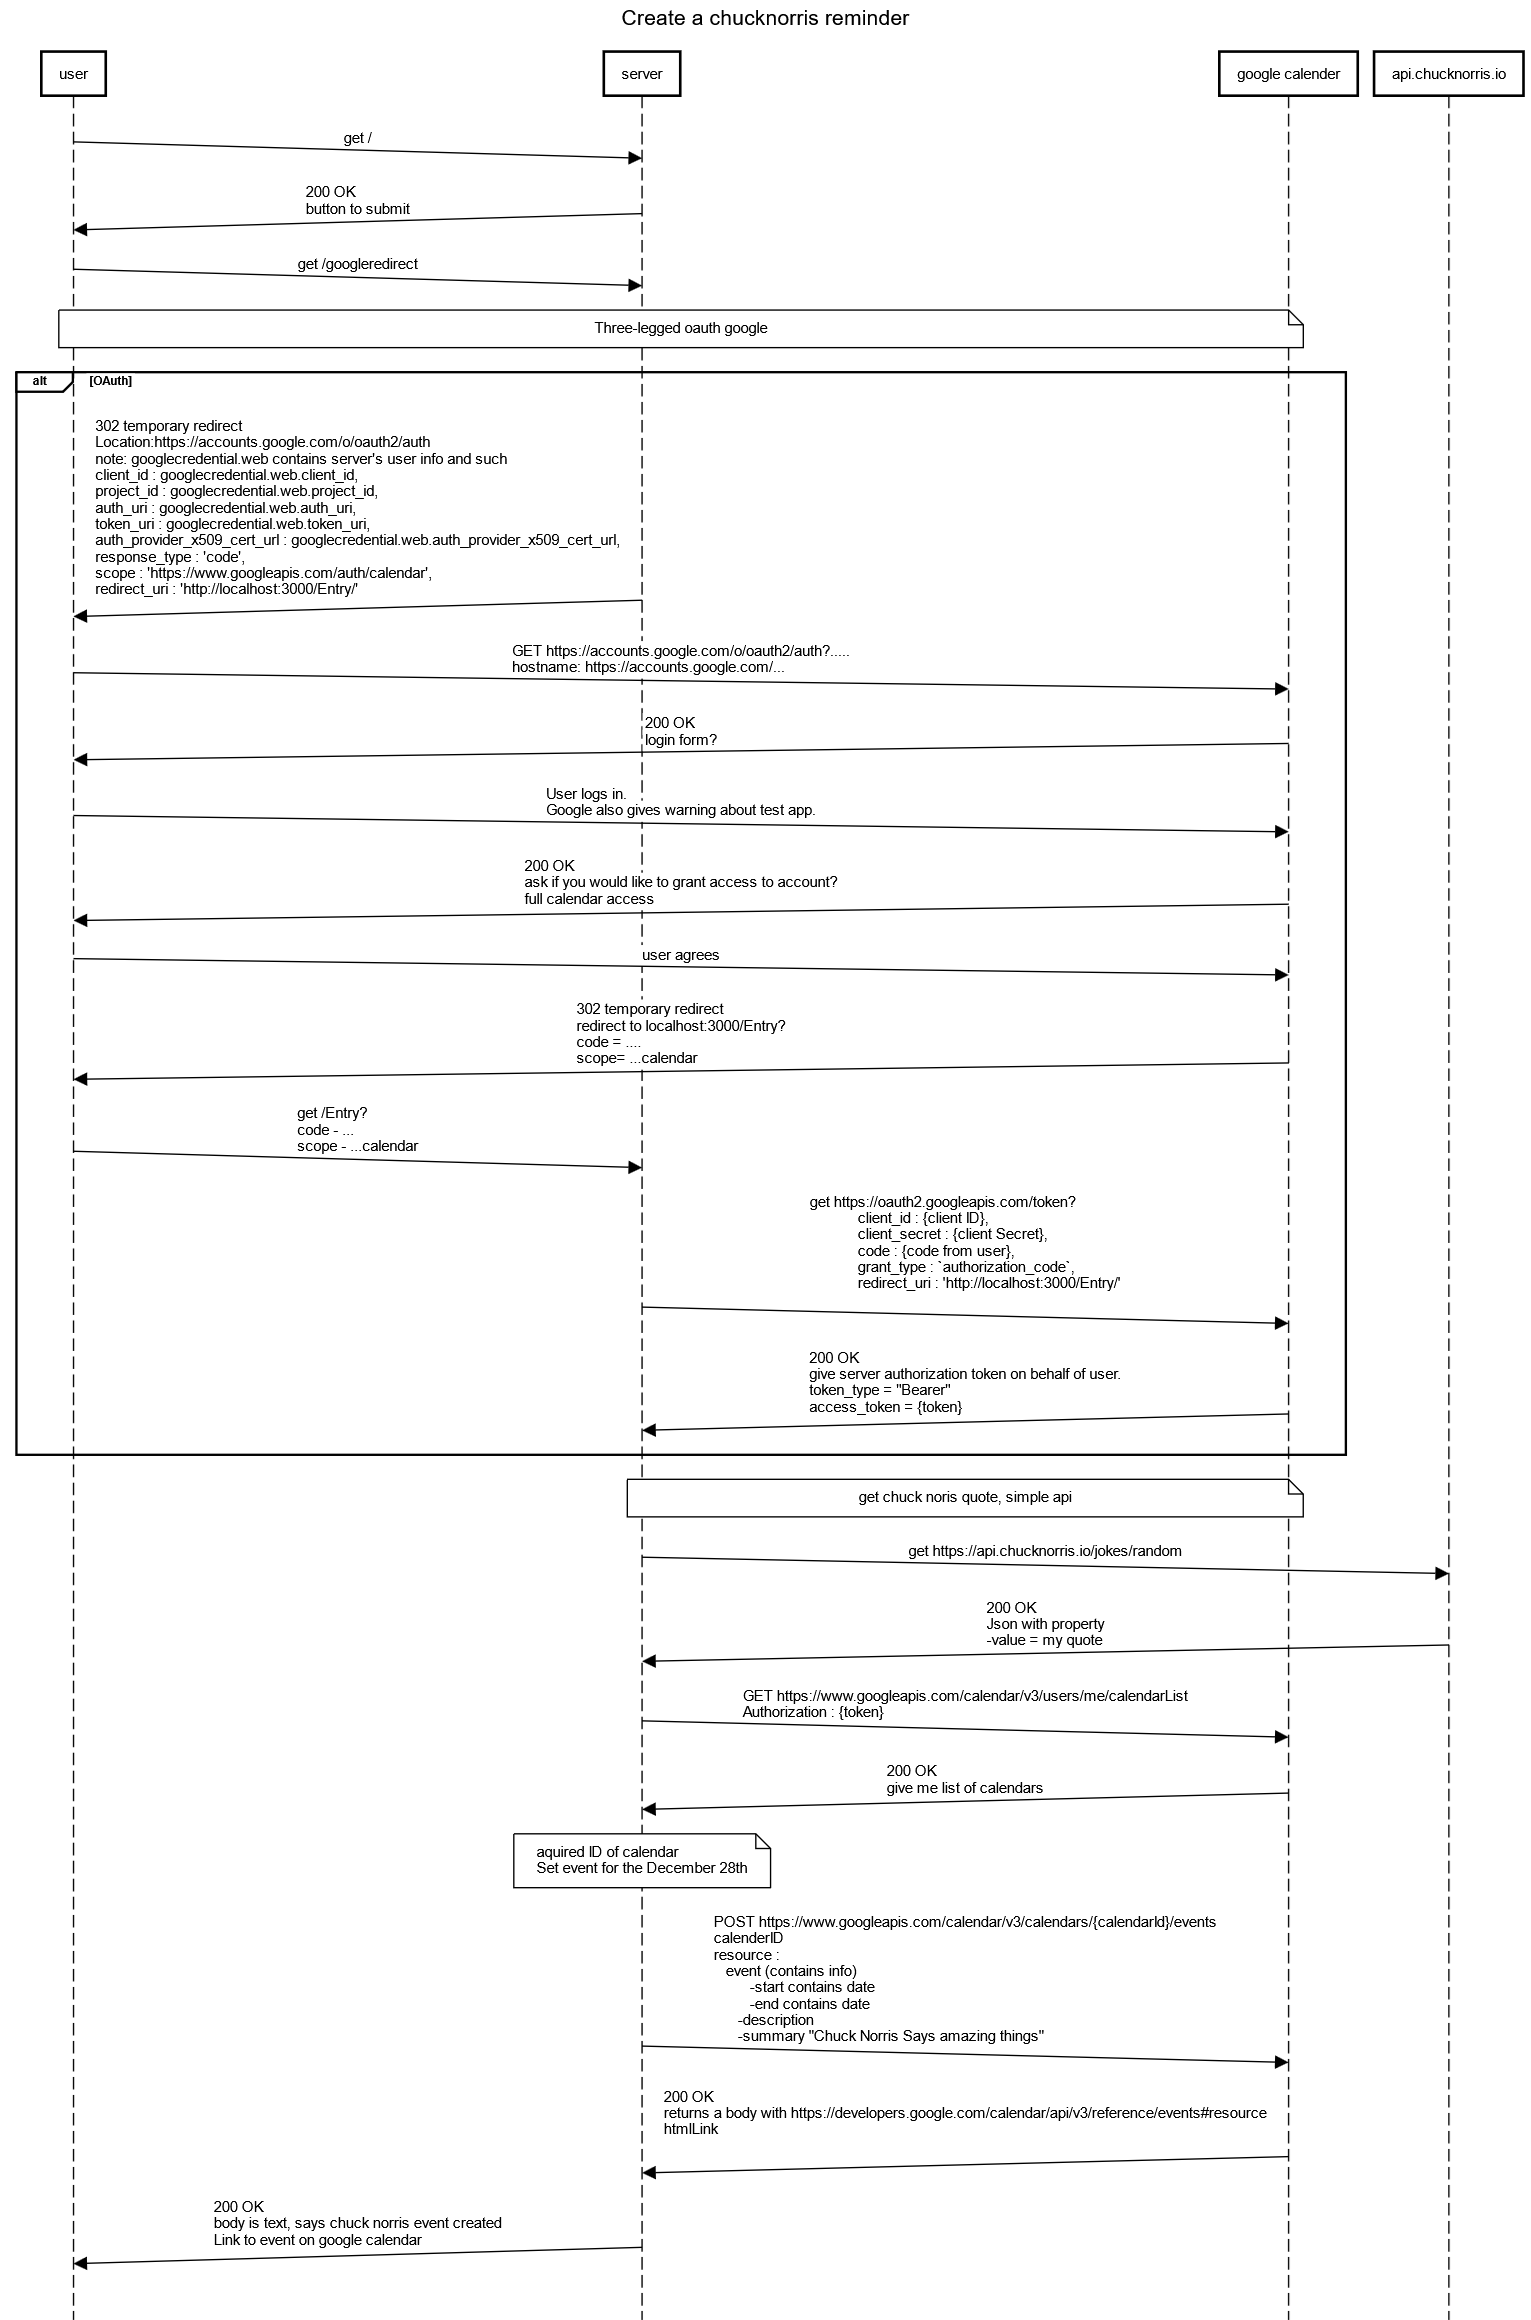 Create a chucknorris reminder
user
server
google calender
api.chucknorris.io
get /
200 OK
button to submit
get /googleredirect
Three-legged oauth google
alt
[OAuth]
302 temporary redirect
Location:https://accounts.google.com/o/oauth2/auth
note: googlecredential.web contains server's user info and such
client_id : googlecredential.web.client_id,
project_id : googlecredential.web.project_id,
auth_uri : googlecredential.web.auth_uri,
token_uri : googlecredential.web.token_uri,
auth_provider_x509_cert_url : googlecredential.web.auth_provider_x509_cert_url,
response_type : 'code',
scope : 'https://www.googleapis.com/auth/calendar',
redirect_uri : 'http://localhost:3000/Entry/'
GET https://accounts.google.com/o/oauth2/auth?.....
hostname: https://accounts.google.com/...
200 OK
login form?
User logs in.
Google also gives warning about test app.
200 OK
ask if you would like to grant access to account?
full calendar access
user agrees
302 temporary redirect
redirect to localhost:3000/Entry?
code = ....
scope= ...calendar
get /Entry?
code - ...
scope - ...calendar
get https://oauth2.googleapis.com/token?
client_id : {client ID},
client_secret : {client Secret},
code : {code from user},
grant_type : `authorization_code`,
redirect_uri : 'http://localhost:3000/Entry/'
200 OK
give server authorization token on behalf of user.
token_type = "Bearer"
access_token = {token}
get chuck noris quote, simple api
get https://api.chucknorris.io/jokes/random
200 OK
Json with property
-value = my quote
GET https://www.googleapis.com/calendar/v3/users/me/calendarList
Authorization : {token}
200 OK
give me list of calendars
aquired ID of calendar
Set event for the December 28th
POST https://www.googleapis.com/calendar/v3/calendars/{calendarId}/events
calenderID
resource :
event (contains info)
-start contains date
-end contains date
-description
-summary "Chuck Norris Says amazing things"
200 OK
returns a body with https://developers.google.com/calendar/api/v3/reference/events#resource
htmlLink
200 OK
body is text, says chuck norris event created
Link to event on google calendar